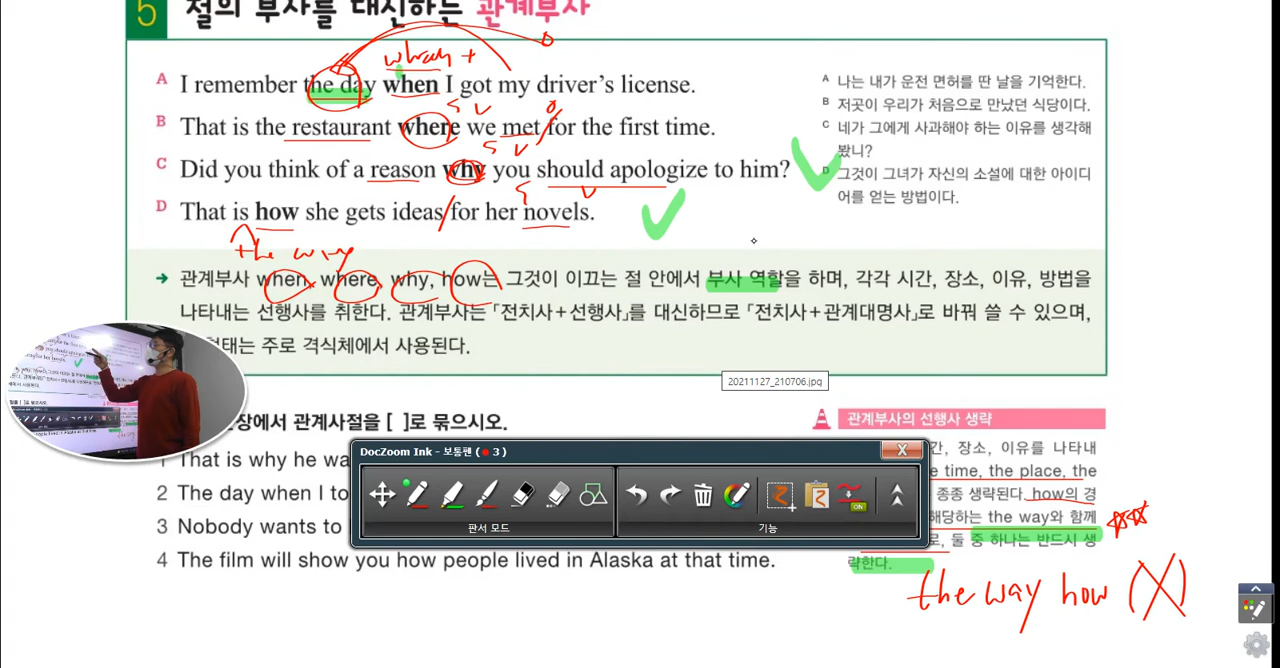 5 절의 부사를 대신하는 관계부사
which +
A I remember the day when I got my driver's license.
B That is the restaurant where we met for the first time.
C Did you think of a reason why you should apologize to him?
D That is how she gets ideas for her novels.
the way
A 나는 내가 운전 면허를 딴 날을 기억한다.
B 저곳이 우리가 처음으로 만났던 식당이다.
C 네가 그에게 사과해야 하는 이유를 생각해
봤니?
D 그것이 그녀가 자신의 소설에 대한 아이디
어를 얻는 방법이다.
→ 관계부사 when, where, why, how는 그것이 이끄는 절 안에서 부사 역할을 하며, 각각 시간, 장소, 이유, 방법을
나타내는 선행사를 취한다. 관계부사는 「전치사+선행사」를 대신하므로 「전치사+관계대명사」로 바꿔 쓸 수 있으며,
형태는 주로 격식체에서 사용된다.
20211127_210706.jpg
장에서 관계사절을 [ ]로 묶으시오.
1 That is why he wa
2 The day when I to
3 Nobody wants to
4 The film will show you how people lived in Alaska at that time.
관계부사의 선행사 생략
간, 장소, 이유를 나타내
e time, the place, the
종종 생략된다. how의 경
해당하는 the way와 함께
로, 둘 중 하나는 반드시 생
략한다.
the way how (X)
DocZoom Ink - 보통펜 ( 3 )
X
ON
판서 모드
기능